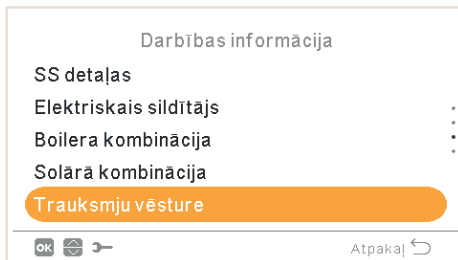 Darbības informācija
SS detaļas
Elektriskais sildītājs
Boilera kombinācija
Solārā kombinācija
Trauksmju vēsture
OK
Atpakaļ